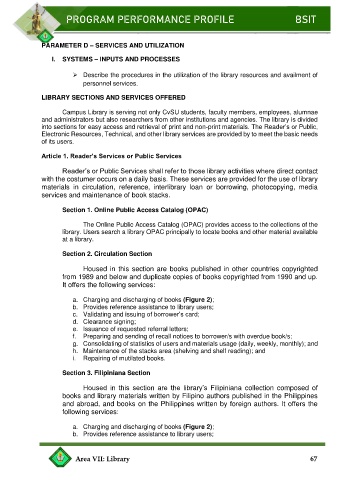 PROGRAM PERFORMANCE PROFILE BSIT
PARAMETER D – SERVICES AND UTILIZATION
I. SYSTEMS – INPUTS AND PROCESSES
➢ Describe the procedures in the utilization of the library resources and availment of
personnel services.
LIBRARY SECTIONS AND SERVICES OFFERED
Campus Library is serving not only CvSU students, faculty members, employees, alumnae
and administrators but also researchers from other institutions and agencies. The library is divided
into sections for easy access and retrieval of print and non-print materials. The Reader's or Public,
Electronic Resources, Technical, and other library services are provided by to meet the basic needs
of its users.
Article 1. Reader's Services or Public Services
Reader's or Public Services shall refer to those library activities where direct contact
with the costumer occurs on a daily basis. These services are provided for the use of library
materials in circulation, reference, interlibrary loan or borrowing, photocopying, media
services and maintenance of book stacks.
Section 1. Online Public Access Catalog (OPAC)
The Online Public Access Catalog (OPAC) provides access to the collections of the
library. Users search a library OPAC principally to locate books and other material available
at a library.
Section 2. Circulation Section
Housed in this section are books published in other countries copyrighted
from 1989 and below and duplicate copies of books copyrighted from 1990 and up.
It offers the following services:
a. Charging and discharging of books (Figure 2);
b. Provides reference assistance to library users;
c. Validating and issuing of borrower's card;
d. Clearance signing;
e. Issuance of requested referral letters;
f. Preparing and sending of recall notices to borrower/s with overdue book/s;
g. Consolidating of statistics of users and materials usage (daily, weekly, monthly); and
h. Maintenance of the stacks area (shelving and shelf reading); and
i. Repairing of mutilated books.
Section 3. Filipiniana Section
Housed in this section are the library's Filipiniana collection composed of
books and library materials written by Filipino authors published in the Philippines
and abroad, and books on the Philippines written by foreign authors. It offers the
following services:
a. Charging and discharging of books (Figure 2);
b. Provides reference assistance to library users;
Area VII: Library 67